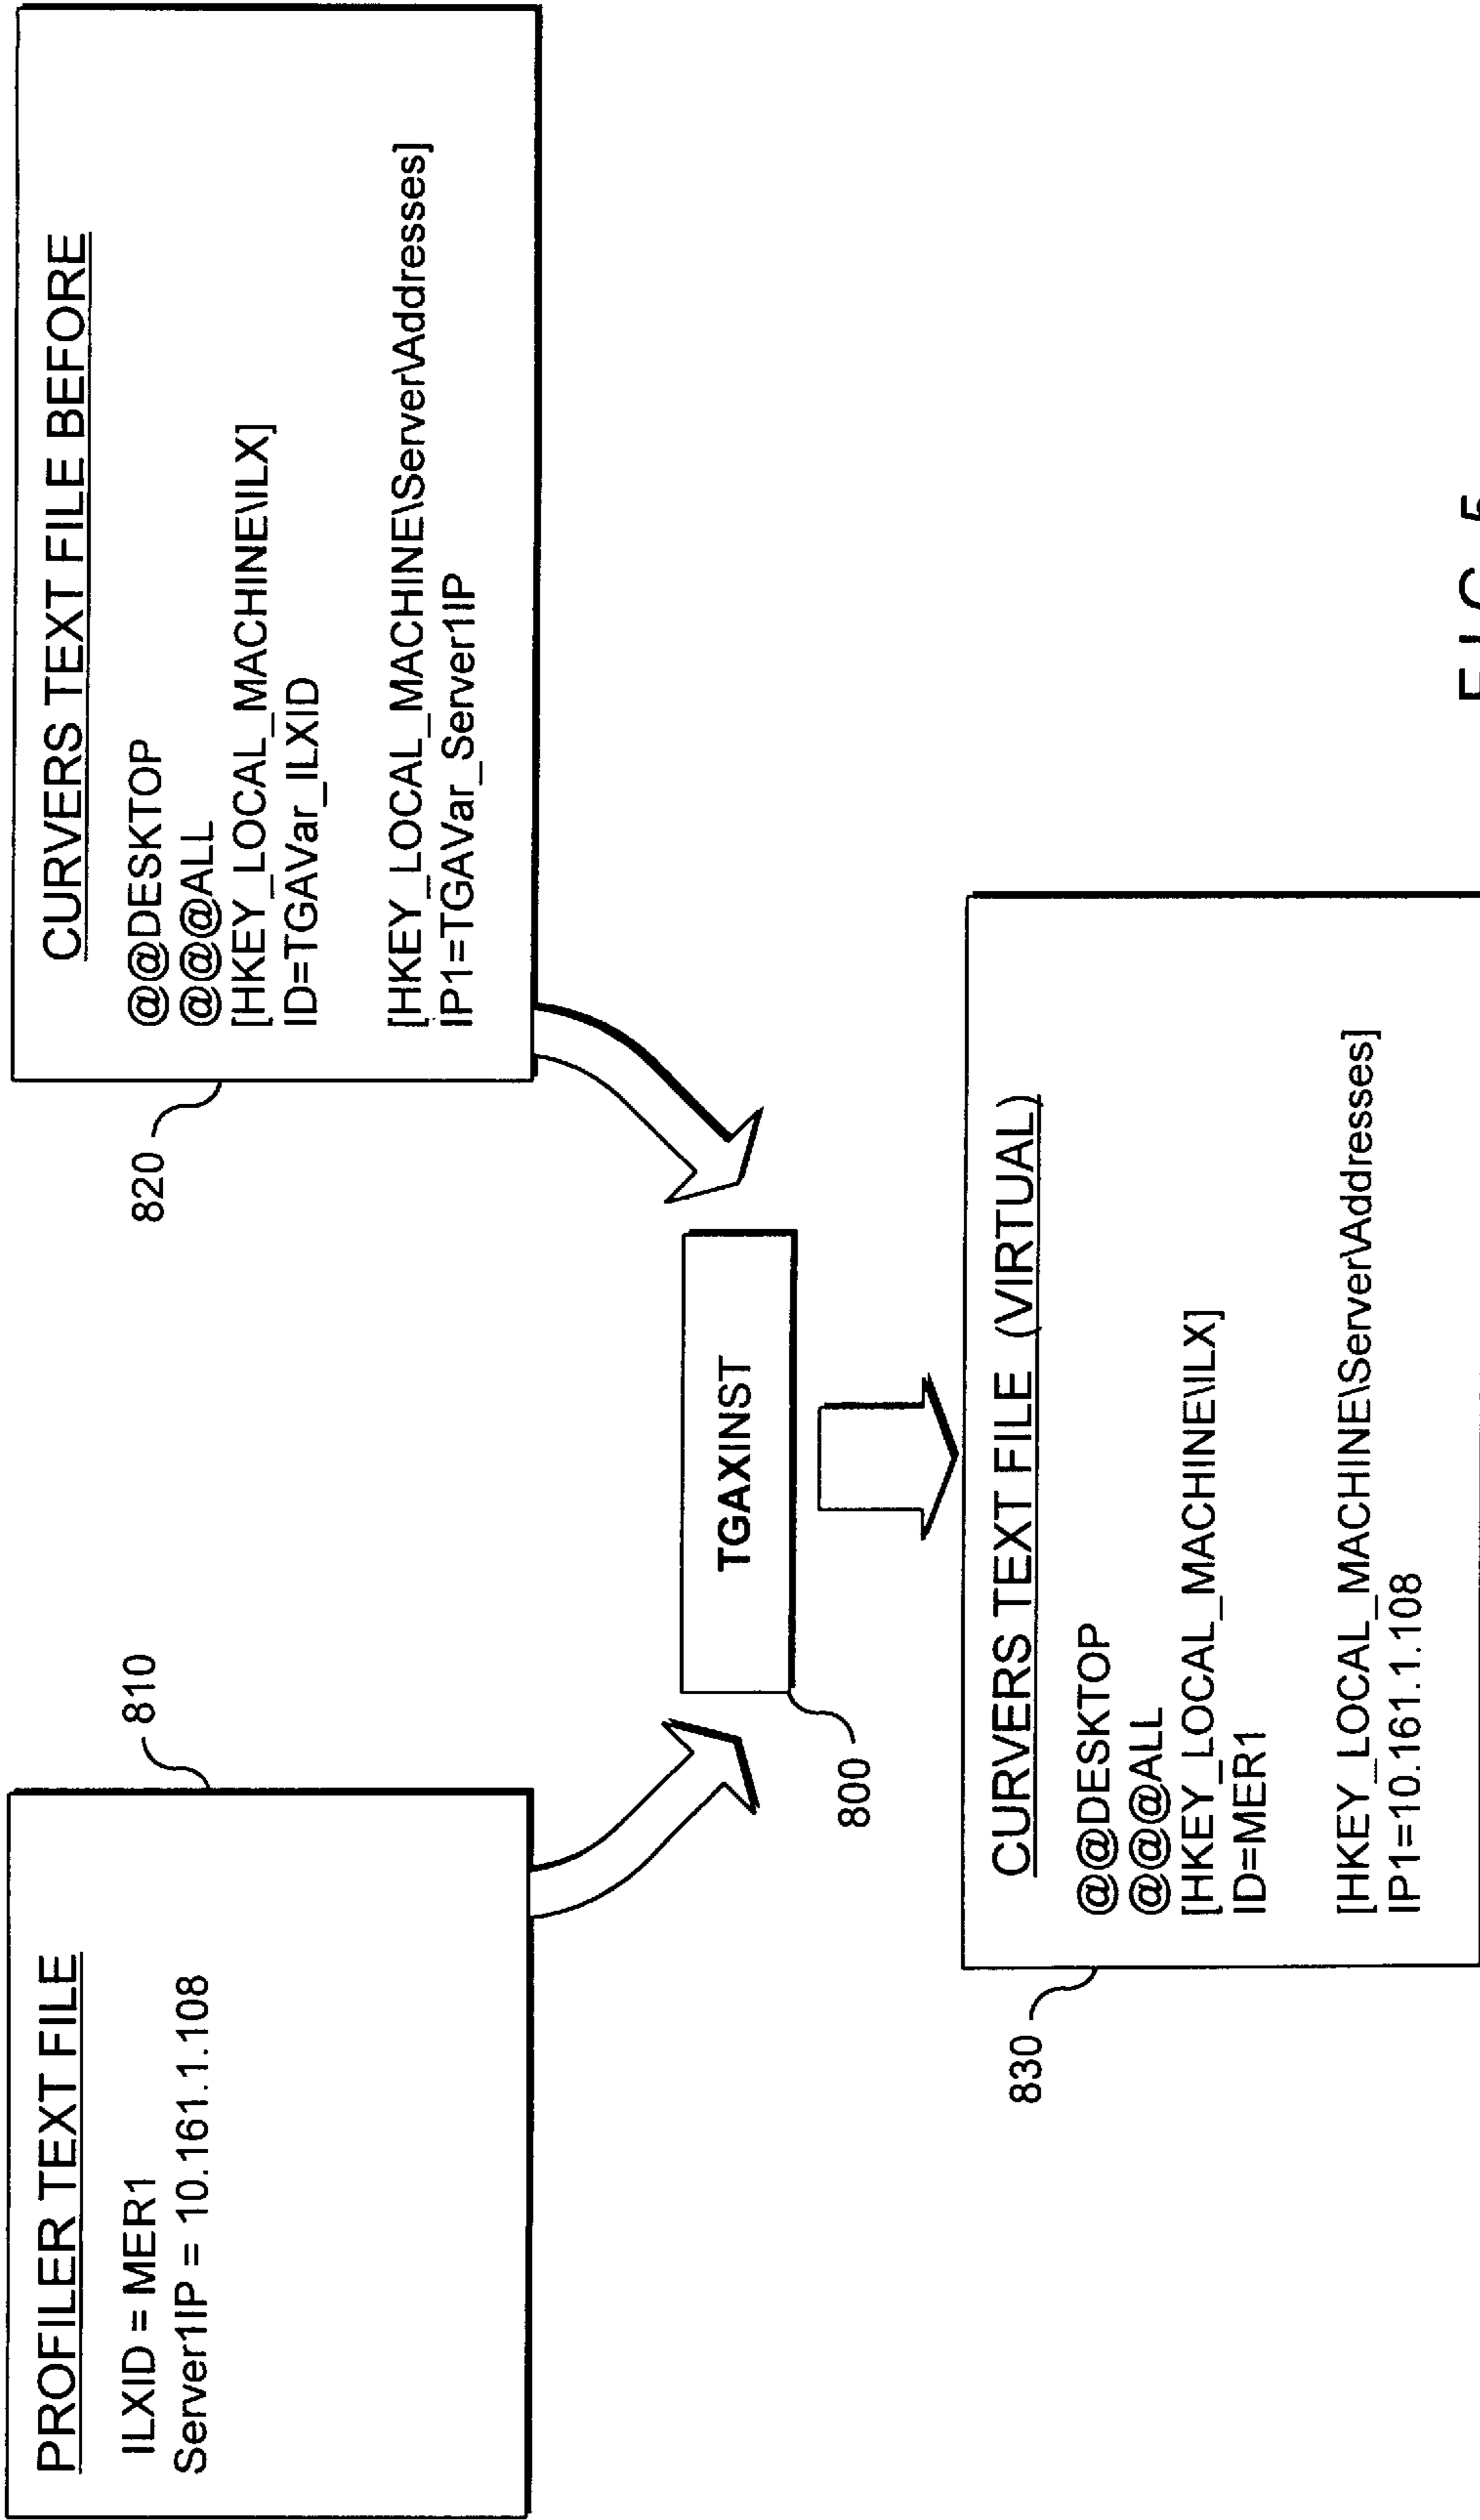 PROFILER TEXT FILE
ILXID = MER1
Server1IP = 10.161.1.108
810
CURVERS TEXT FILE BEFORE
@@DESKTOP
@@@ALL
[HKEY_LOCAL_MACHINE\ILX]
ID=TGAVar_ILXID
[HKEY_LOCAL_MACHINE\Server\Addresses]
IP1=TGAVar_Server1IP
820
TGAXINST
800
CURVERS TEXT FILE (VIRTUAL)
@@DESKTOP
@@@ALL
[HKEY_LOCAL_MACHINE\ILX]
ID=MER1
[HKEY_LOCAL_MACHINE\Server\Addresses]
IP1=10.161.1.108
830